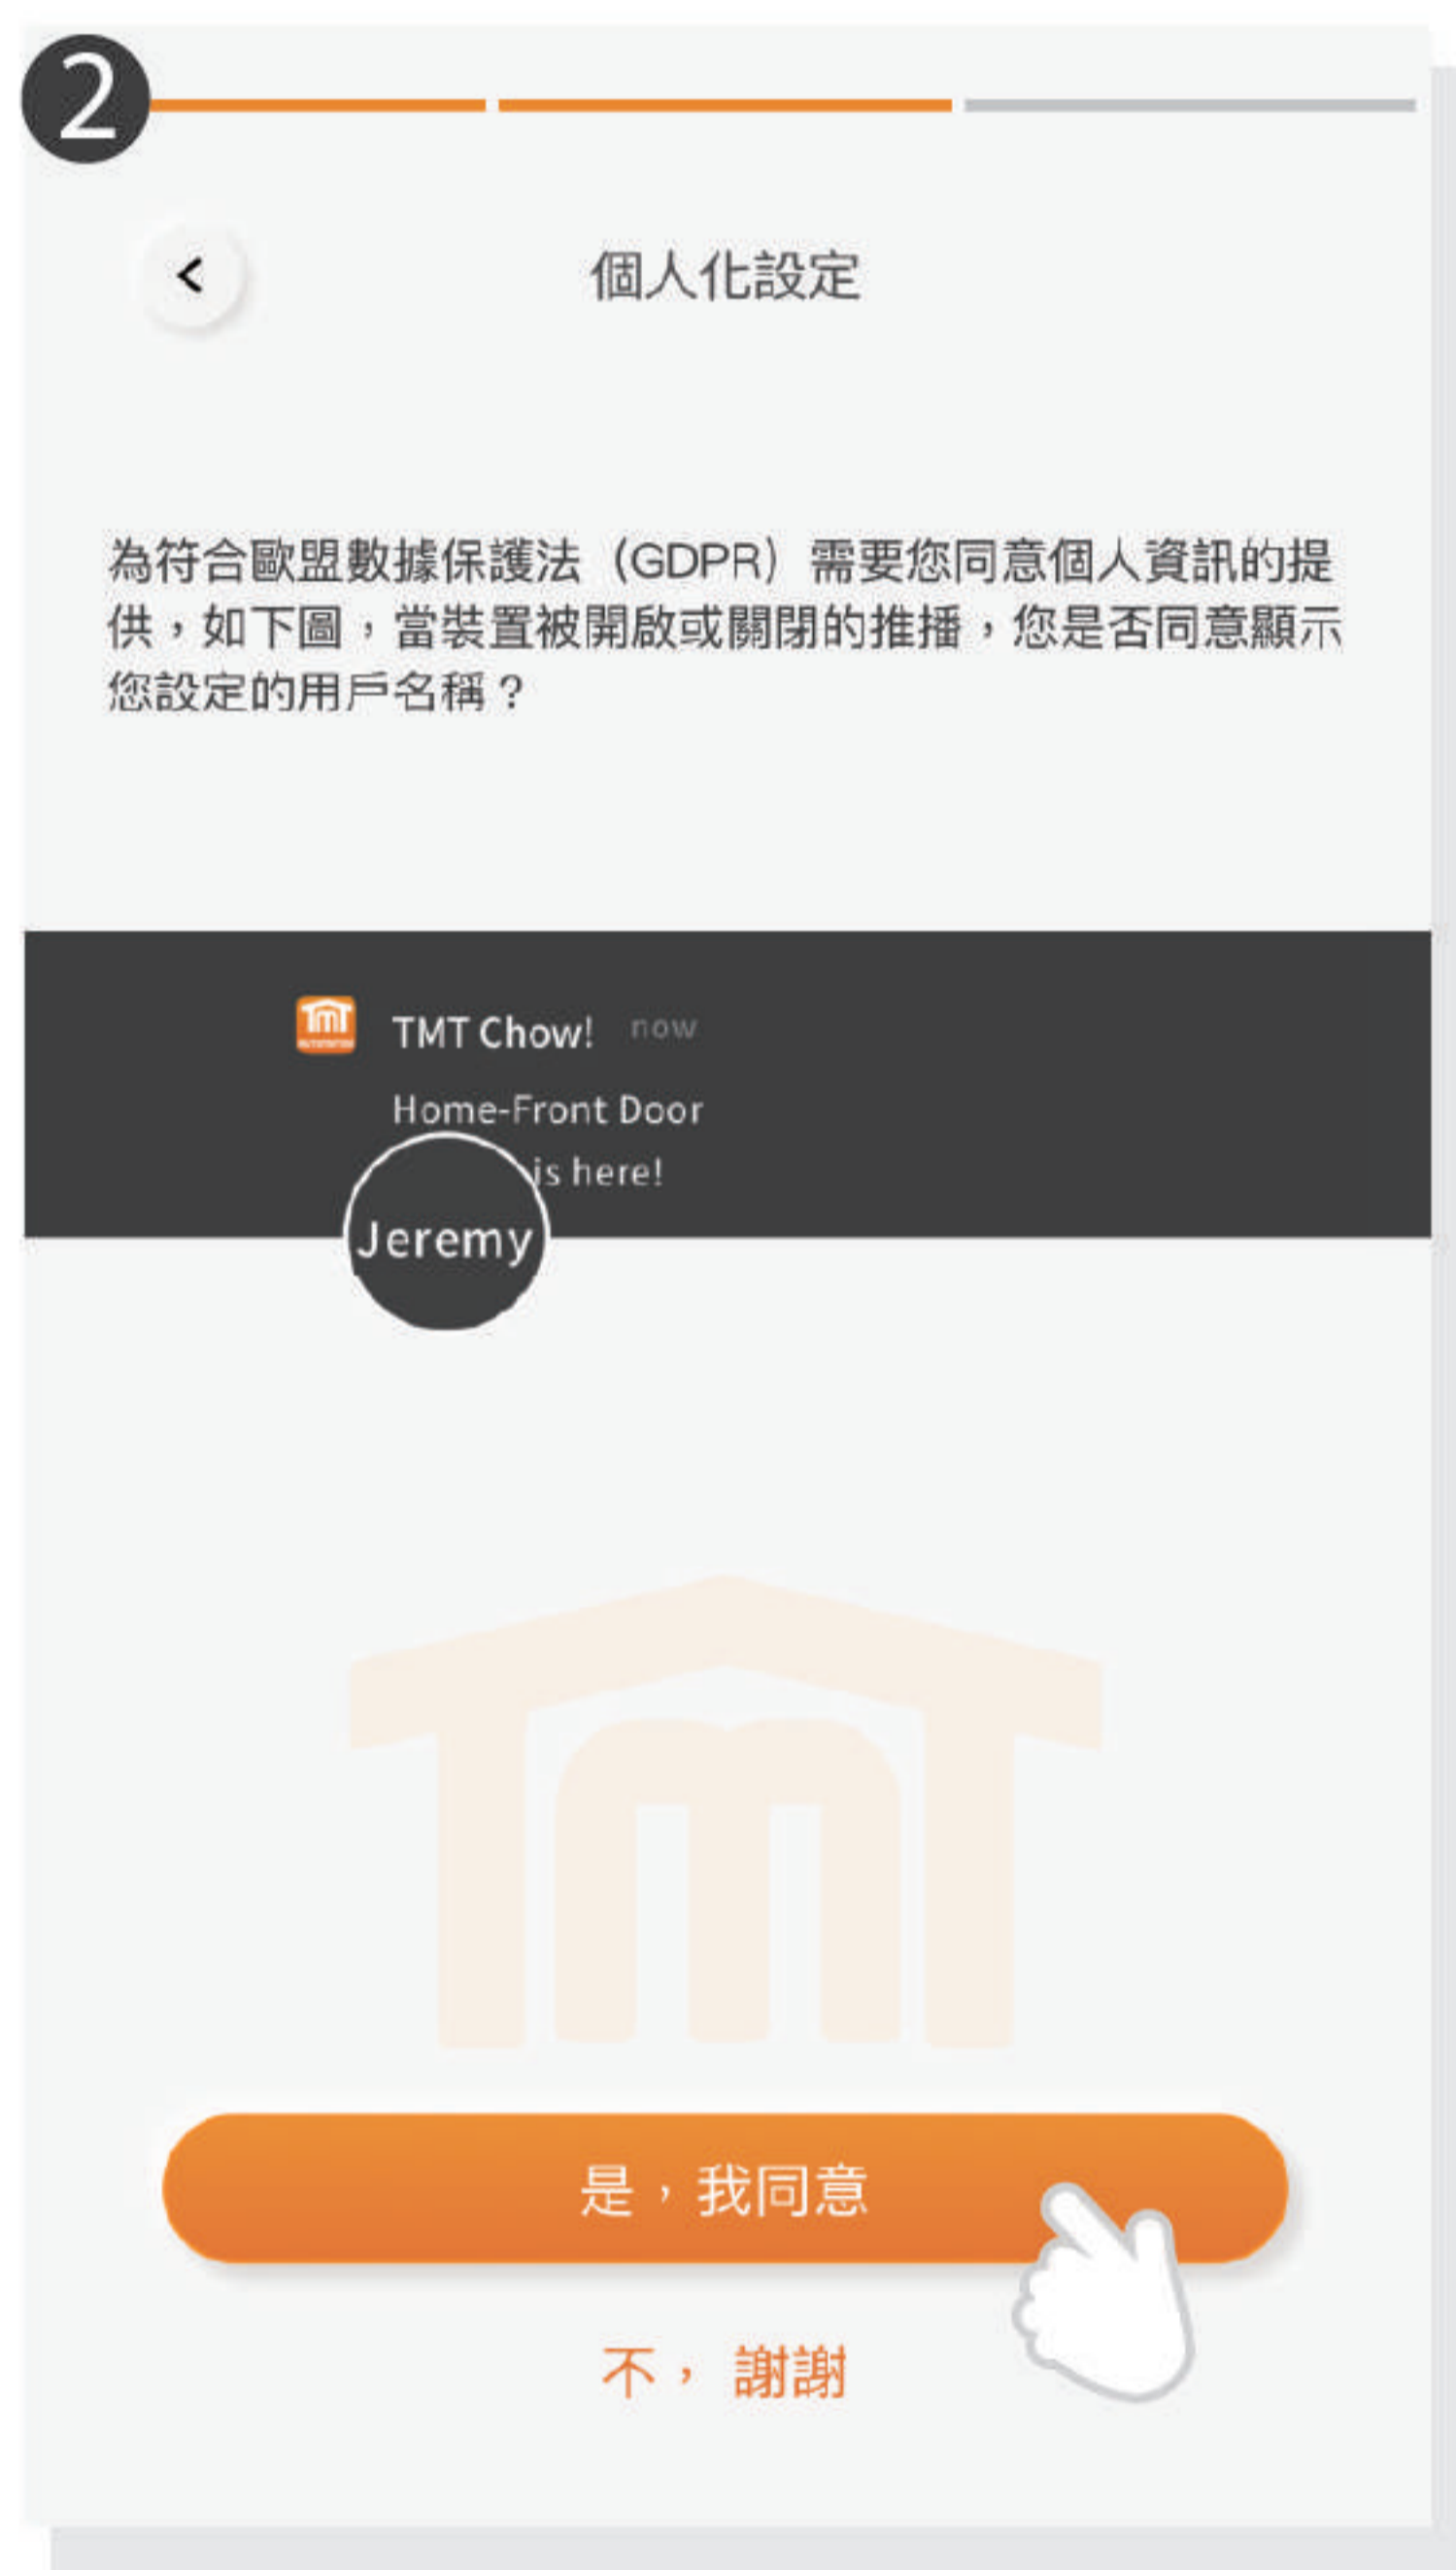 2
個人化設定
為符合歐盟數據保護法（GDPR）需要您同意個人資訊的提
供，如下圖，當裝置被開啟或關閉的推播，您是否同意顯示
您設定的用戶名稱？
TMT
TMT Chow! now
Home-Front Door
is here!
Jeremy
TMT
是，我同意
不， 謝謝